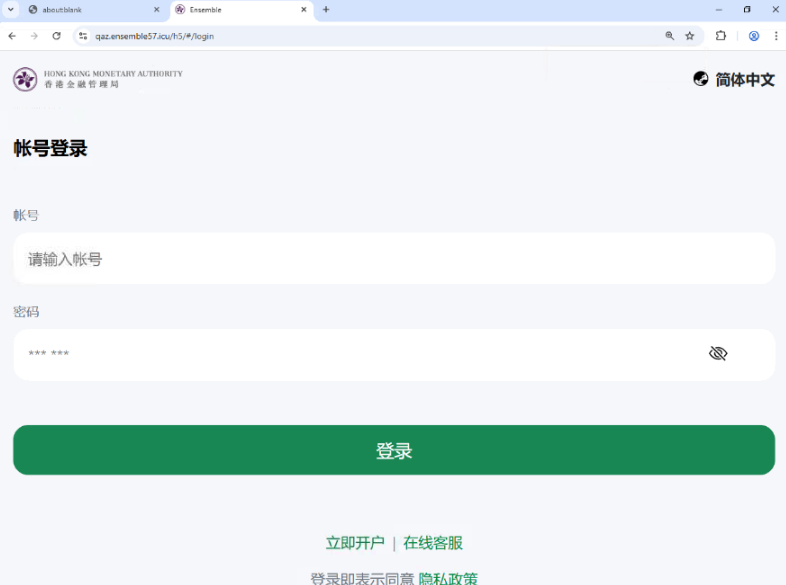 about:blank
Ensemble
qaz.ensemble57.icu/h5/#/login
HONG KONG MONETARY AUTHORITY
香港金融管理局
简体中文
帐号登录
帐号
请输入帐号
密码
*** ***
登录
立即开户 | 在线客服
登录即表示同意 隐私政策